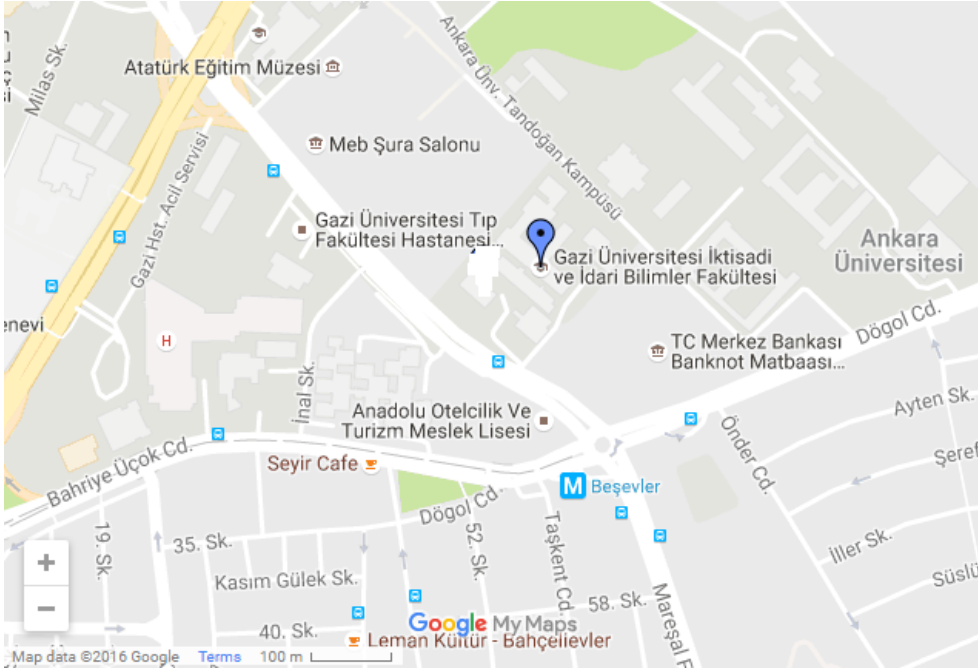 Milas Sk.
Atatürk Eğitim Müzesi
Ankara Ünv. Tandoğan Kampüsü
Meb Şura Salonu
Gazi Hst. Acil Servisi
Gazi Üniversitesi Tıp
Fakültesi Hastanesi...
Gazi Üniversitesi İktisadi
ve İdari Bilimler Fakültesi
Ankara
Üniversitesi
enevi
H
TC Merkez Bankası
Banknot Matbaası...
Dögol Cd.
İnal Sk.
Anadolu Otelcilik Ve
Turizm Meslek Lisesi
Ayten Sk.
Önder Cd.
Şeref
Bahriye Üçok Cd.
Seyir Cafe
M Beşevler
Dögol Cd.
19. Sk.
35. Sk.
52. Sk.
Taşkent Cd.
İller Sk.
Süslü
Kasım Gülek Sk.
58. Sk.
Mareşal F
40. Sk.
Google My Maps
Leman Kültür - Bahçelievler
+
−
Map data ©2016 Google Terms 100 m